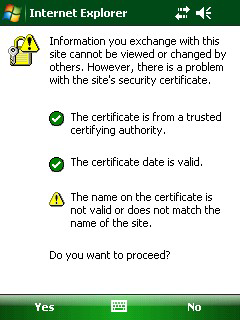 Internet Explorer
Information you exchange with this
site cannot be viewed or changed by
others. However, there is a problem
with the site's security certificate.
The certificate is from a trusted
certifying authority.
The certificate date is valid.
The name on the certificate is
not valid or does not match the
name of the site.
Do you want to proceed?
Yes
No